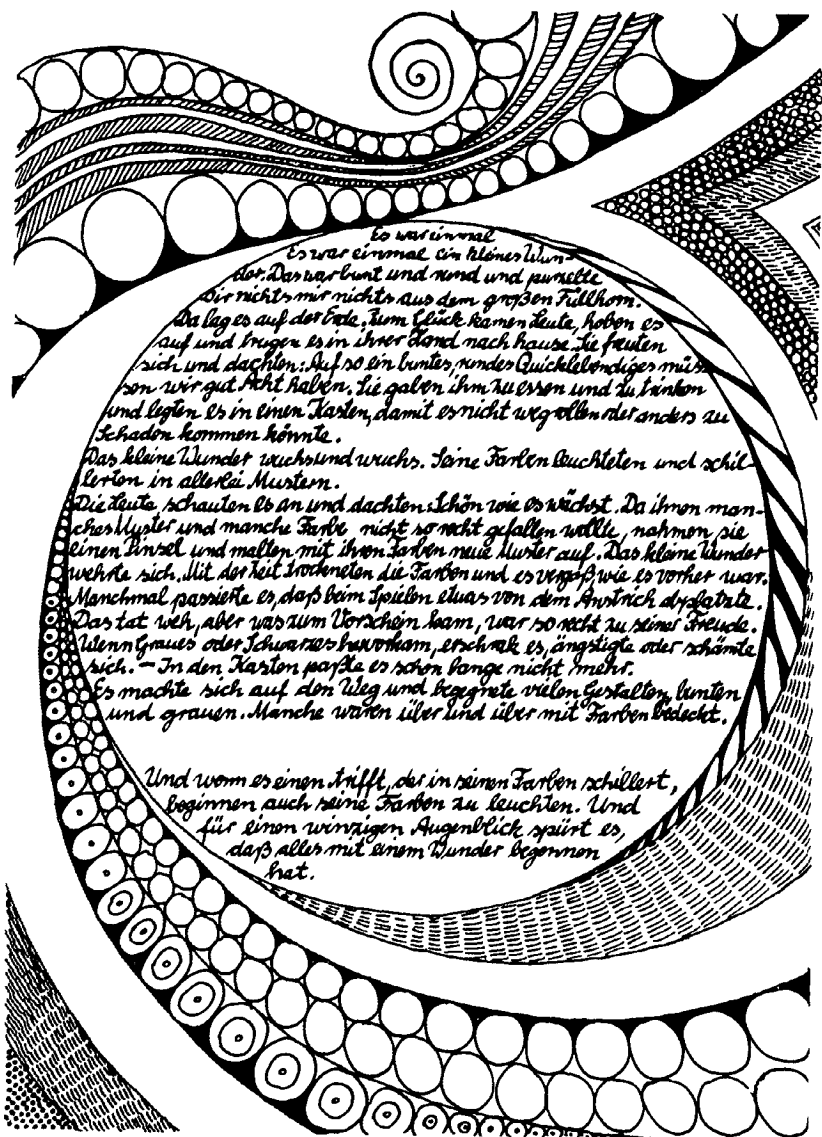 Es war einmal
Es war einmal ein kleines Wun-
der. Das war bunt und rund und purzelte
Dir nichts mir nichts aus dem großen Füllhorn.
Da lag es auf der Erde. Zum Glück kamen Leute, hoben es
auf und trugen es in ihrer Hand nach hause. Sie freuten
sich und dachten: Auf so ein buntes, rundes Quicklebendiges müs-
sen wir gut Acht haben. Sie gaben ihm zu essen und zu trinken
und legten es in einen Kasten, damit es nicht wegrollen oder anders zu
Schaden kommen könnte.
Das kleine Wunder wuchs und wuchs. Seine Farben leuchteten und schil-
lerten in allerlei Mustern.
Die Leute schauten es an und dachten: Schön wie es wächst. Da ihnen man-
ches Muster und manche Farbe nicht so recht gefallen wollte, nahmen sie
einen Pinsel und malten mit ihren Farben neue Muster auf. Das kleine Wunder
wehrte sich. Mit der Zeit trockneten die Farben und es vergaß wie es vorher war.
Manchmal passierte es, daß beim Spielen etwas von dem Anstrich abplatzte.
Das tat weh, aber was zum Vorschein kam, war so recht zu seiner Freude.
Wenn Graues oder Schwarzes hervorkam, erschrak es, ängstigte oder schämte
sich. – In den Kasten paßte es schon lange nicht mehr.
Es machte sich auf den Weg und begegnete vielen Gestalten, bunten
und grauen. Manche waren über und über mit Farben bedeckt.
Und wenn es einen trifft, der in seinen Farben schillert,
beginnen auch seine Farben zu leuchten. Und
für einen winzigen Augenblick spürt es,
daß alles mit einem Wunder begonnen
hat.